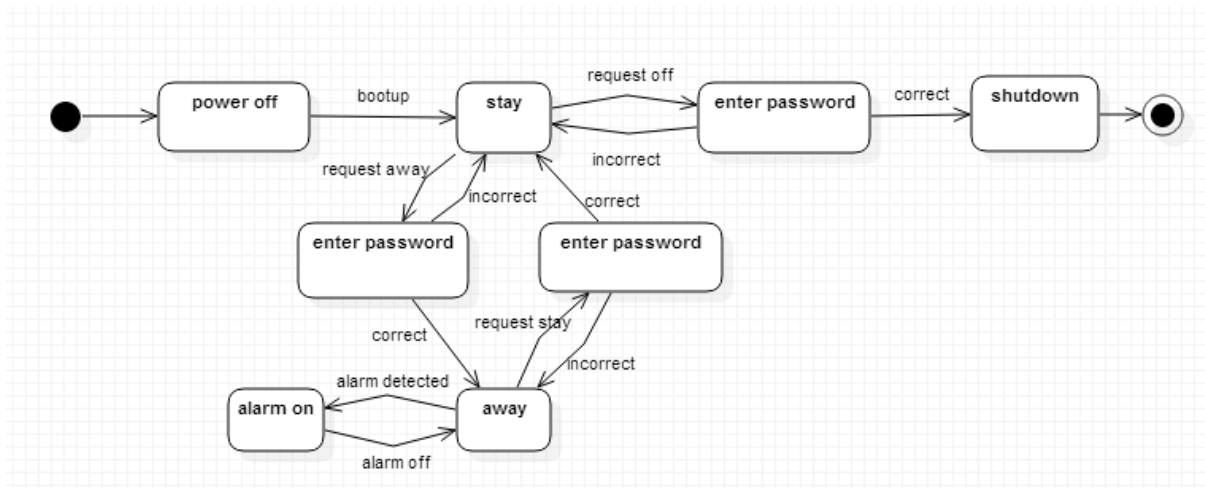 request off
power off
bootup
stay
enter password
correct
shutdown
incorrect
request away
incorrect
correct
enter password
enter password
correct
request stay
incorrect
alarm detected
alarm on
away
alarm off